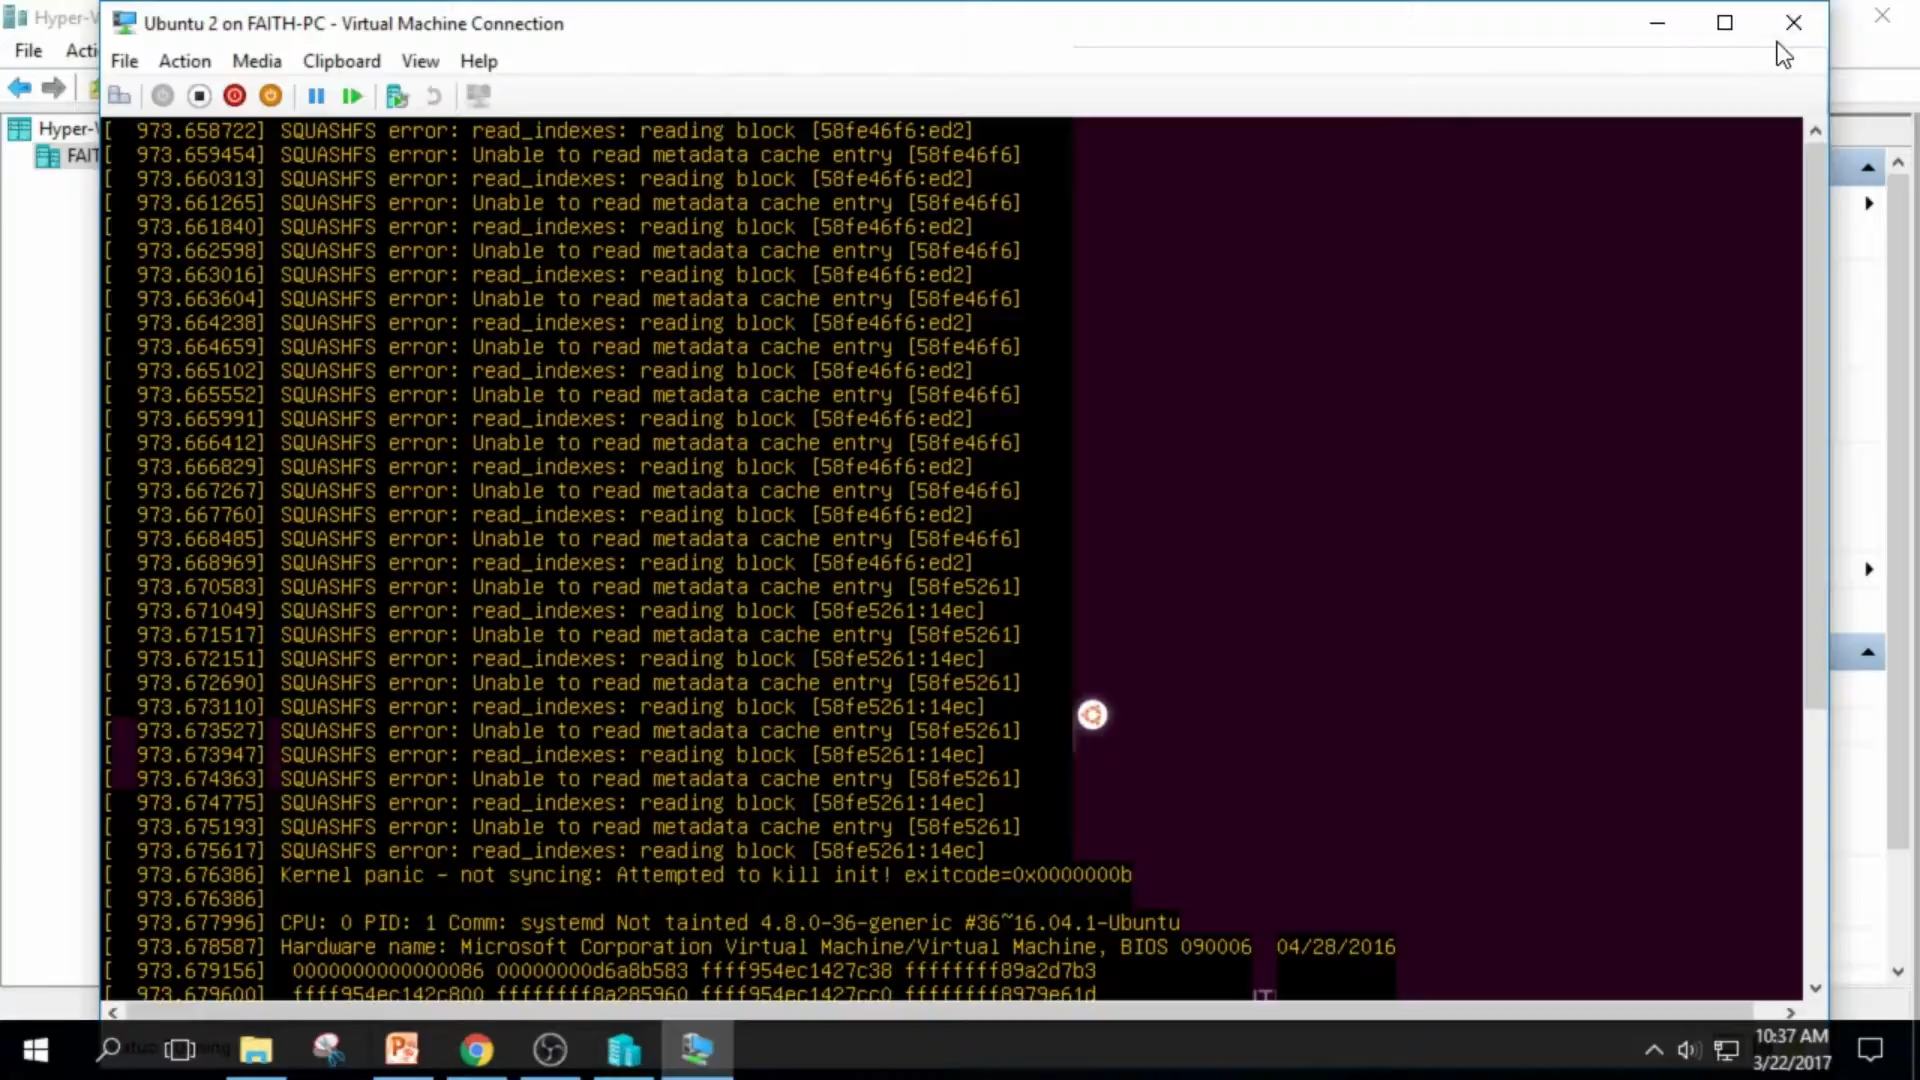 Hyper-V
Ubuntu 2 on FAITH-PC - Virtual Machine Connection
File
File Action Media Clipboard View Help
Hyper-V
FAIT
[ 973.658722] SQUASHFS error: read_indexes: reading block [58fe46f6:ed2]
[ 973.659454] SQUASHFS error: Unable to read metadata cache entry [58fe46f6]
[ 973.660313] SQUASHFS error: read_indexes: reading block [58fe46f6:ed2]
[ 973.661265] SQUASHFS error: Unable to read metadata cache entry [58fe46f6]
[ 973.661840] SQUASHFS error: read_indexes: reading block [58fe46f6:ed2]
[ 973.662598] SQUASHFS error: Unable to read metadata cache entry [58fe46f6]
[ 973.663016] SQUASHFS error: read_indexes: reading block [58fe46f6:ed2]
[ 973.663604] SQUASHFS error: Unable to read metadata cache entry [58fe46f6]
[ 973.664238] SQUASHFS error: read_indexes: reading block [58fe46f6:ed2]
[ 973.664659] SQUASHFS error: Unable to read metadata cache entry [58fe46f6]
[ 973.665102] SQUASHFS error: read_indexes: reading block [58fe46f6:ed2]
[ 973.665552] SQUASHFS error: Unable to read metadata cache entry [58fe46f6]
[ 973.665991] SQUASHFS error: read_indexes: reading block [58fe46f6:ed2]
[ 973.666412] SQUASHFS error: Unable to read metadata cache entry [58fe46f6]
[ 973.666829] SQUASHFS error: read_indexes: reading block [58fe46f6:ed2]
[ 973.667267] SQUASHFS error: Unable to read metadata cache entry [58fe46f6]
[ 973.667760] SQUASHFS error: read_indexes: reading block [58fe46f6:ed2]
[ 973.668485] SQUASHFS error: Unable to read metadata cache entry [58fe46f6]
[ 973.668969] SQUASHFS error: read_indexes: reading block [58fe46f6:ed2]
[ 973.670583] SQUASHFS error: Unable to read metadata cache entry [58fe5261]
[ 973.671049] SQUASHFS error: read_indexes: reading block [58fe5261:14ec]
[ 973.671517] SQUASHFS error: Unable to read metadata cache entry [58fe5261]
[ 973.672151] SQUASHFS error: read_indexes: reading block [58fe5261:14ec]
[ 973.672690] SQUASHFS error: Unable to read metadata cache entry [58fe5261]
[ 973.673110] SQUASHFS error: read_indexes: reading block [58fe5261:14ec]
[ 973.673527] SQUASHFS error: Unable to read metadata cache entry [58fe5261]
[ 973.673947] SQUASHFS error: read_indexes: reading block [58fe5261:14ec]
[ 973.674363] SQUASHFS error: Unable to read metadata cache entry [58fe5261]
[ 973.674775] SQUASHFS error: read_indexes: reading block [58fe5261:14ec]
[ 973.675193] SQUASHFS error: Unable to read metadata cache entry [58fe5261]
[ 973.675617] SQUASHFS error: read_indexes: reading block [58fe5261:14ec]
[ 973.676386] Kernel panic - not syncing: Attempted to kill init! exitcode=0x0000000b
[ 973.676386]
[ 973.677996] CPU: 0 PID: 1 Comm: systemd Not tainted 4.8.0-36-generic #36~16.04.1-Ubuntu
[ 973.678587] Hardware name: Microsoft Corporation Virtual Machine/Virtual Machine, BIOS 090006 04/28/2016
[ 973.679156] 0000000000000086 00000000d6a8b583 ffff954ec1427c38 ffffffff89a2d7b3
[ 973.679600] ffff954ec142c800 ffffffff8a285960 ffff954ec1427cc0 ffffffff8979e61d
10:37 AM
3/22/2017